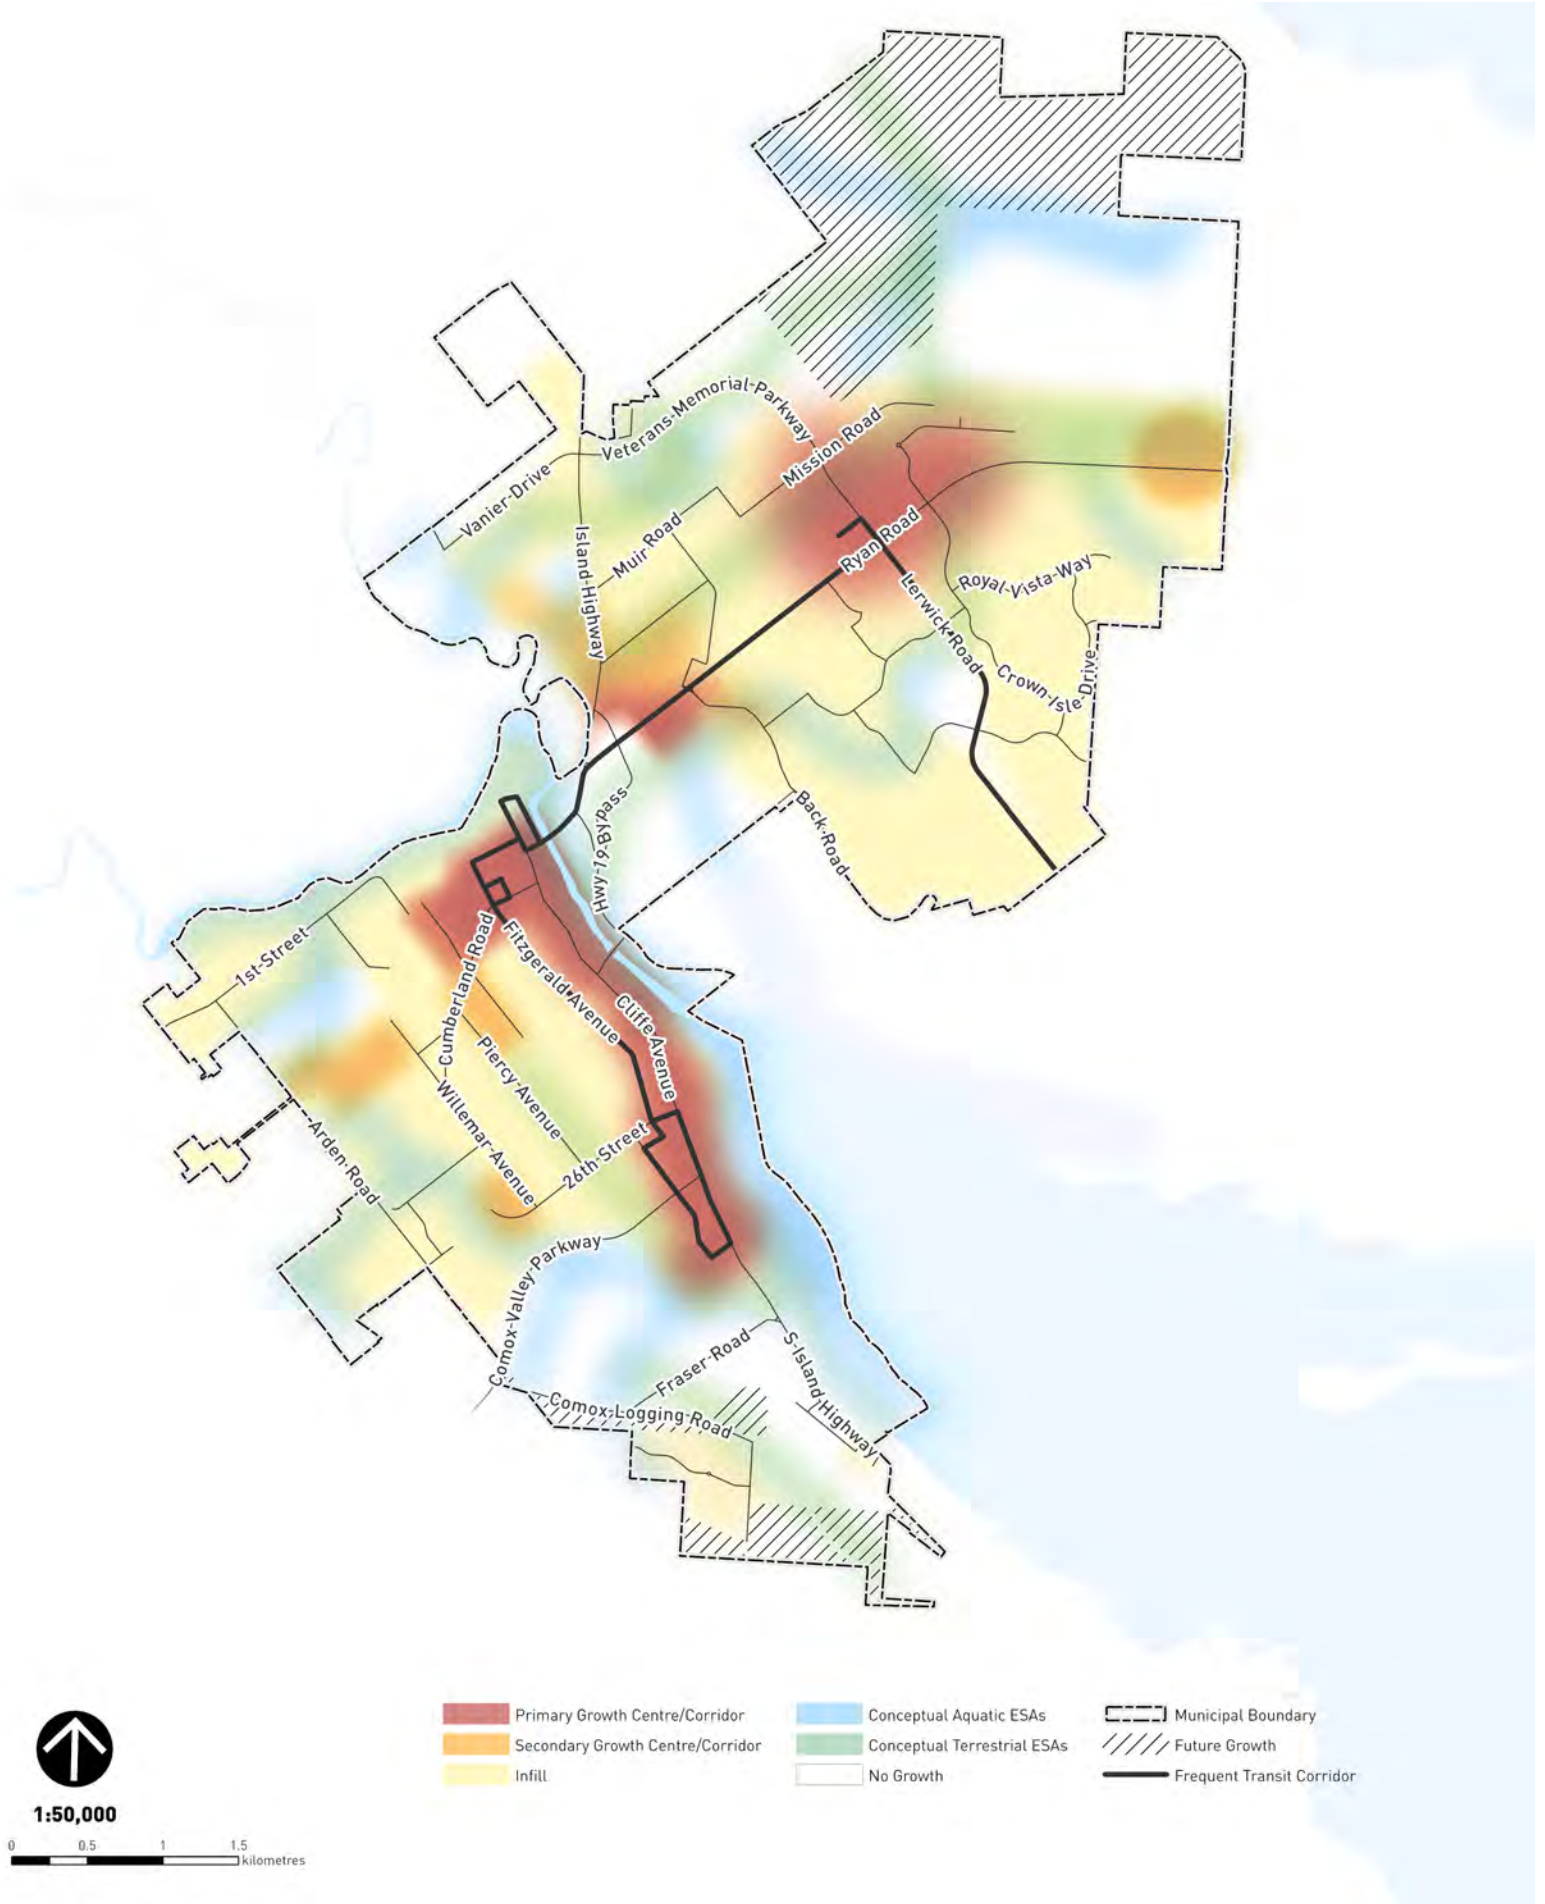 Veterans-Memorial-Parkway
Mission Road
Vanier-Drive
Island-Highway
Muir Road
Ryan Road
Royal-Vista-Way
Lerwick-Road
Crown-Isle-Drive
Back-Road
Hwy-19-Bypass
1st-Street
Cumberland-Road
Fitzgerald-Avenue
Cliffe-Avenue
Piercy-Avenue
Willemar-Avenue
26th-Street
Arden-Road
Comox-Valley-Parkway
Fraser-Road
S-Island-Highway
Comox-Logging-Road
Primary Growth Centre/Corridor
Secondary Growth Centre/Corridor
Infill
Conceptual Aquatic ESAs
Conceptual Terrestrial ESAs
No Growth
Municipal Boundary
Future Growth
Frequent Transit Corridor
1:50,000
0 0.5 1 1.5
kilometres